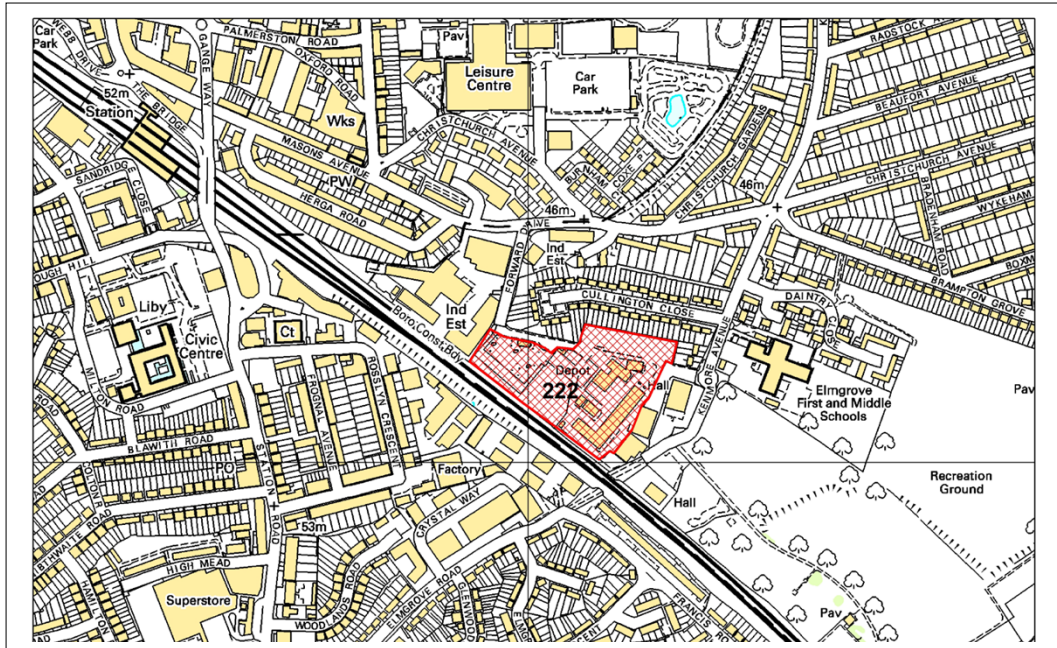 Car
Park
WEBB DRIVE
THE BRIDGE
52m
Station
GANGE WAY
PALMERSTON ROAD
OXFORD ROAD
Pav
Leisure
Centre
Car
Park
Wks
MASONS AVENUE
CHRISTCHURCH AVENUE
PW
HERGA ROAD
SANDRIDGE CLOSE
46m
Ind
Est
CHRISTCHURCH GARDENS
46m
RADSTOCK
BEAUFORT AVENUE
CHRISTCHURCH AVENUE
WYKEHAM
BRADENHAM ROAD
BRAMPTON GROVE
OUGH HILL
Liby
Civic
Centre
MILTON ROAD
Ct
Ind
Est
Boro Const Bdy
FORWARD DRIVE
CULLINGTON CLOSE
KENMORE AVENUE
Depot
222
Hall
Elmgrove
First and Middle
Schools
Pav
BLAWITH ROAD
STATION ROAD
FROGNAL AVENUE
ROSSLYN CRESCENT
PO
Factory
CRYSTAL WAY
53m
HIGH MEAD
Superstore
WOODLANDS ROAD
ELMGROVE ROAD
Hall
Recreation
Ground
Pav